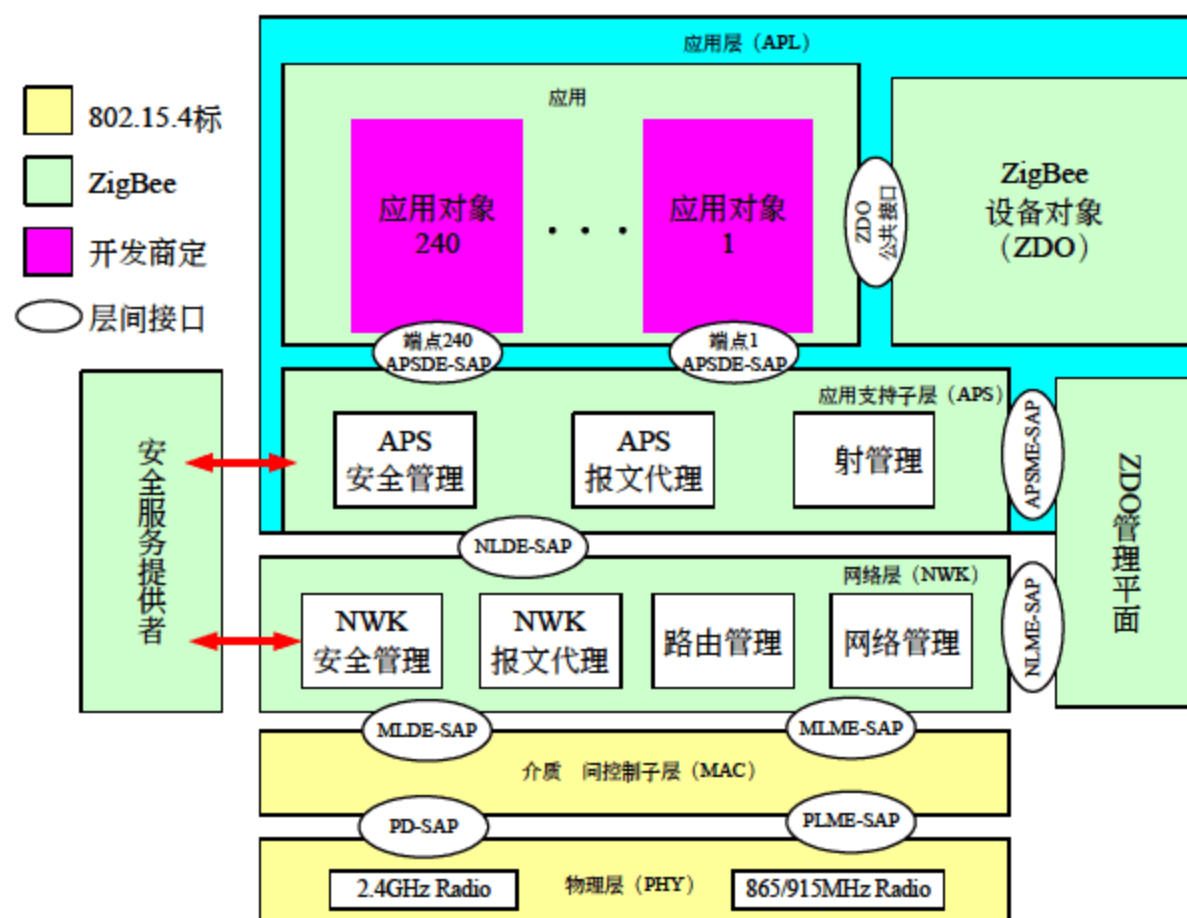 应用层（APL）
802.15.4标
ZigBee
开发商定
层间接口
应用
应用对象
240
· · ·
应用对象
1
ZDO
公共接口
ZigBee
设备对象
（ZDO）
端点240
APSDE-SAP
端点1
APSDE-SAP
应用支持子层（APS）
APS
安全管理
APS
报文代理
射管理
APSME-SAP
安全服务提供者
ZDO管理平面
NLDE-SAP
网络层（NWK）
NWK
安全管理
NWK
报文代理
路由管理
网络管理
NLME-SAP
MLDE-SAP
MLME-SAP
介质 问控制子层（MAC）
PD-SAP
PLME-SAP
2.4GHz Radio
物理层（PHY）
865/915MHz Radio